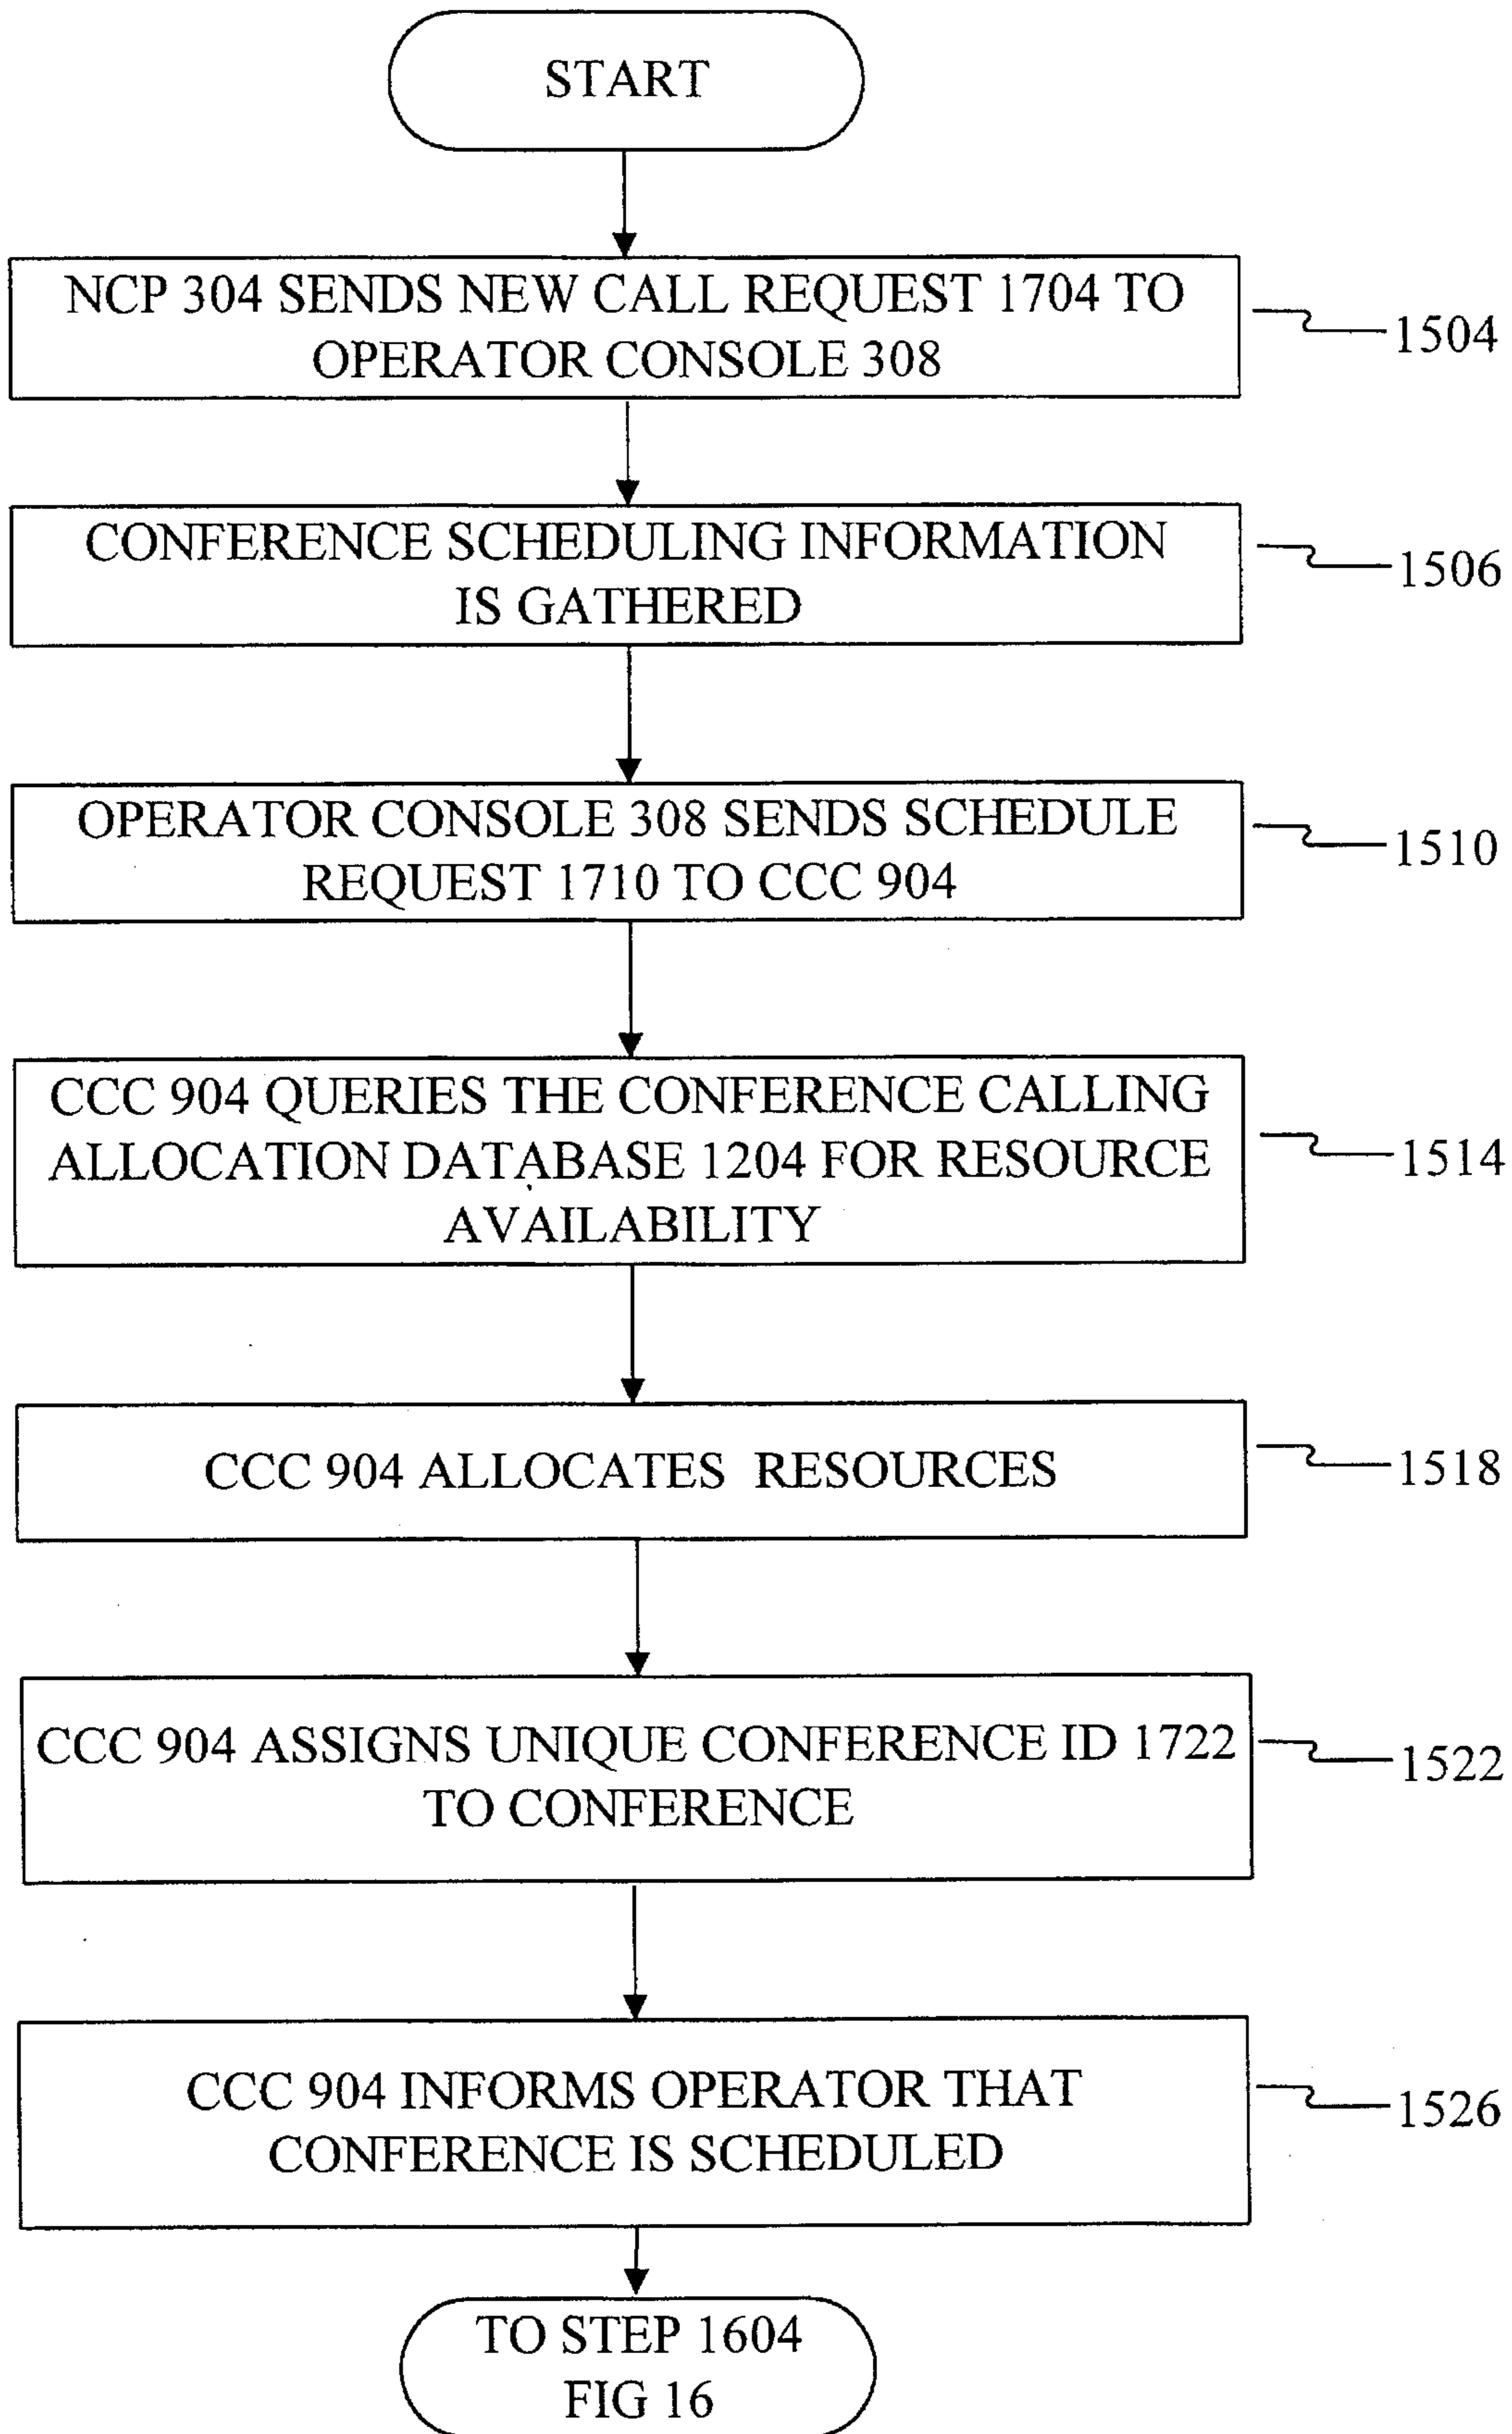 START
NCP 304 SENDS NEW CALL REQUEST 1704 TO
OPERATOR CONSOLE 308
1504
CONFERENCE SCHEDULING INFORMATION
IS GATHERED
1506
OPERATOR CONSOLE 308 SENDS SCHEDULE
REQUEST 1710 TO CCC 904
1510
CCC 904 QUERIES THE CONFERENCE CALLING
ALLOCATION DATABASE 1204 FOR RESOURCE
AVAILABILITY
1514
CCC 904 ALLOCATES RESOURCES
1518
CCC 904 ASSIGNS UNIQUE CONFERENCE ID 1722
TO CONFERENCE
1522
CCC 904 INFORMS OPERATOR THAT
CONFERENCE IS SCHEDULED
1526
TO STEP 1604
FIG 16